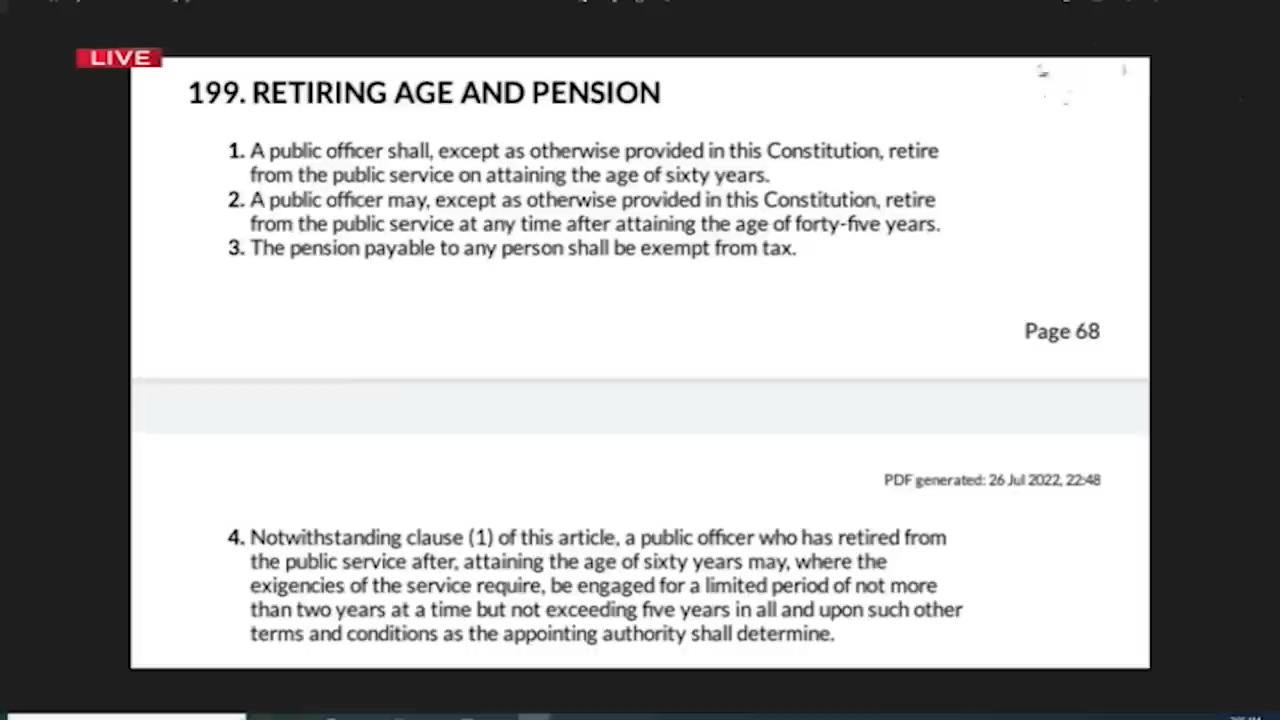 LIVE
199. RETIRING AGE AND PENSION
1. A public officer shall, except as otherwise provided in this Constitution, retire
from the public service on attaining the age of sixty years.
2. A public officer may, except as otherwise provided in this Constitution, retire
from the public service at any time after attaining the age of forty-five years.
3. The pension payable to any person shall be exempt from tax.
Page 68
PDF generated: 26 Jul 2022, 22:48
4. Notwithstanding clause (1) of this article, a public officer who has retired from
the public service after, attaining the age of sixty years may, where the
exigencies of the service require, be engaged for a limited period of not more
than two years at a time but not exceeding five years in all and upon such other
terms and conditions as the appointing authority shall determine.